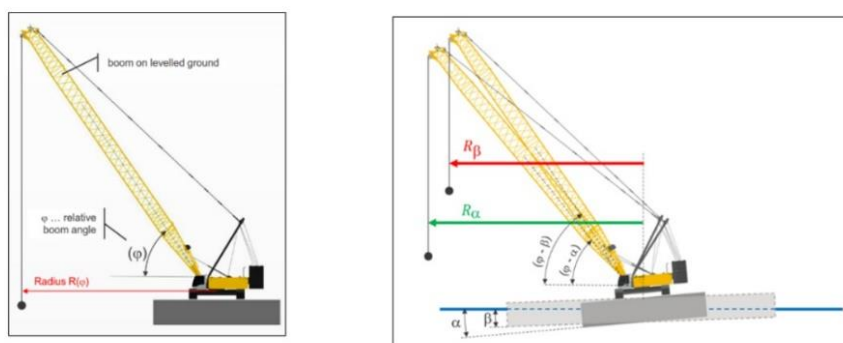 boom on levelled ground
φ ... relative
boom angle
(φ)
Radius R(φ)
Rβ
Rα
(φ - β)
(φ - α)
α
β